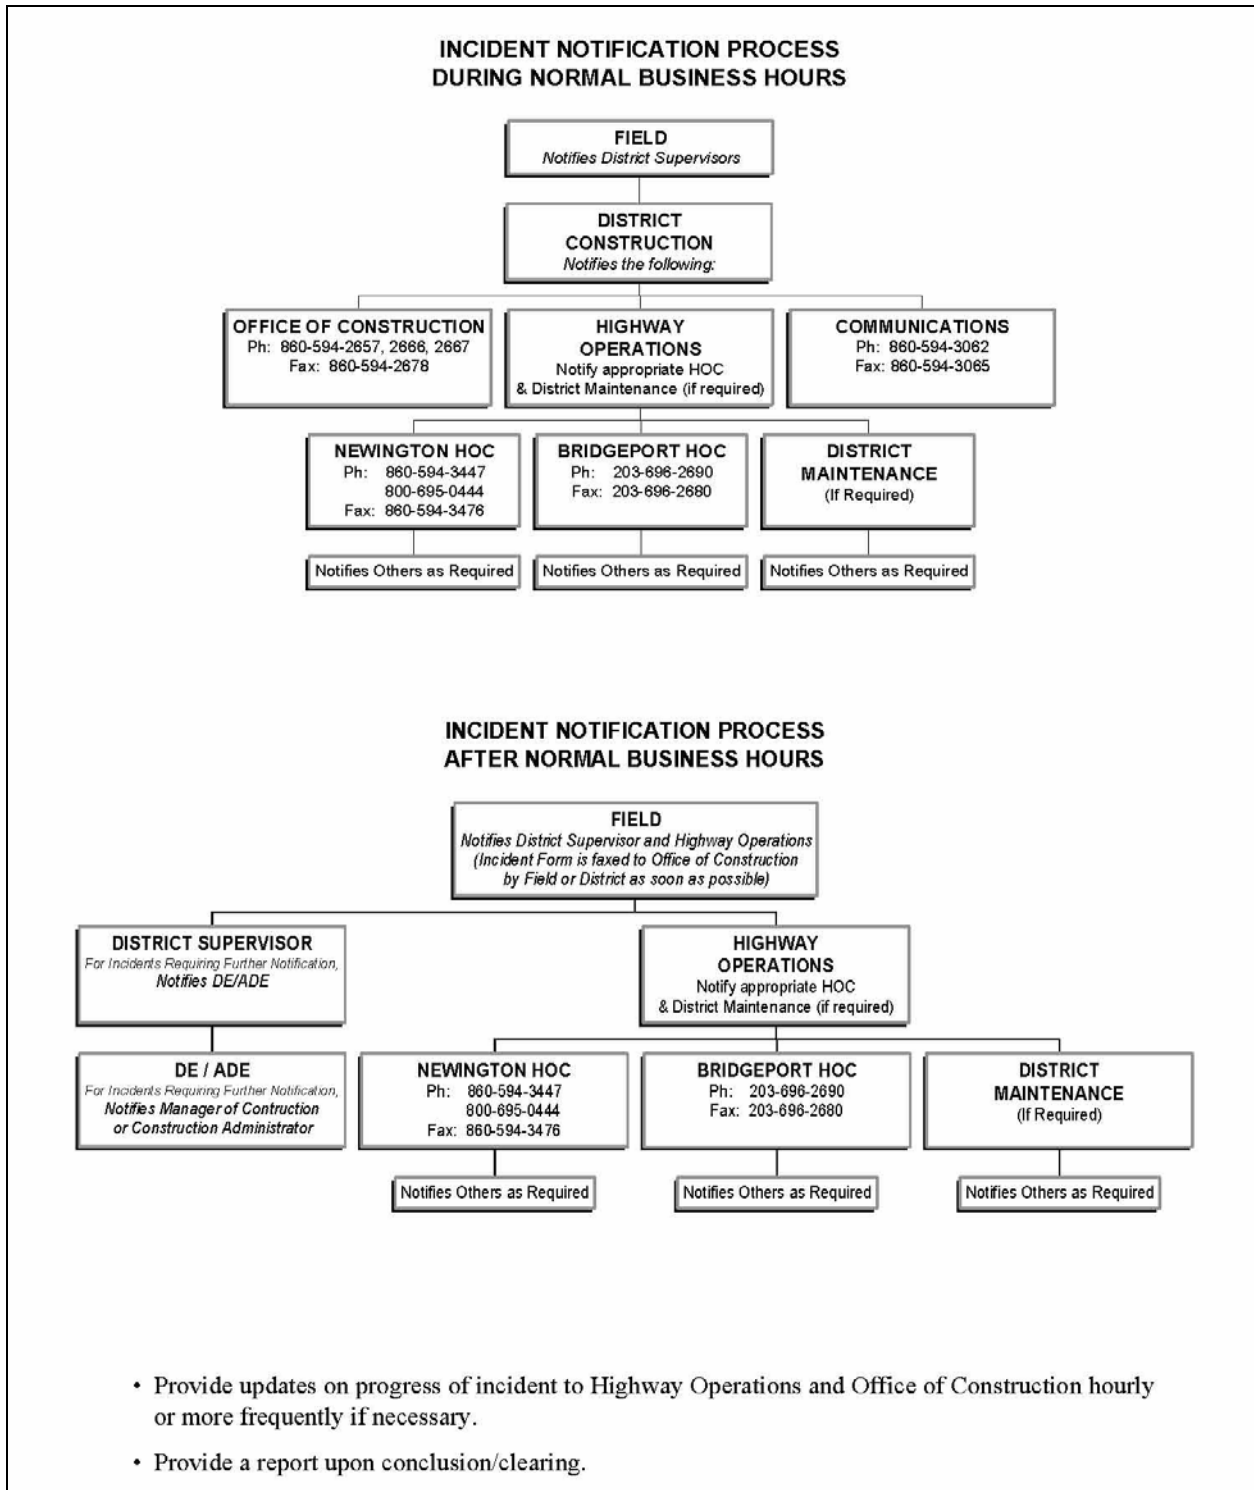 INCIDENT NOTIFICATION PROCESS
DURING NORMAL BUSINESS HOURS
FIELD
Notifies District Supervisors
DISTRICT
CONSTRUCTION
Notifies the following:
OFFICE OF CONSTRUCTION
Ph: 860-594-2657, 2666, 2667
Fax: 860-594-2678
HIGHWAY
OPERATIONS
Notify appropriate HOC
& District Maintenance (if required)
COMMUNICATIONS
Ph: 860-594-3062
Fax: 860-594-3065
NEWINGTON HOC
Ph: 860-594-3447
800-695-0444
Fax: 860-594-3476
BRIDGEPORT HOC
Ph: 203-696-2690
Fax: 203-696-2680
DISTRICT
MAINTENANCE
(If Required)
Notifies Others as Required
Notifies Others as Required
Notifies Others as Required
INCIDENT NOTIFICATION PROCESS
AFTER NORMAL BUSINESS HOURS
FIELD
Notifies District Supervisor and Highway Operations
(Incident Form is faxed to Office of Construction
by Field or District as soon as possible)
DISTRICT SUPERVISOR
For Incidents Requiring Further Notification,
Notifies DE/ADE
HIGHWAY
OPERATIONS
Notify appropriate HOC
& District Maintenance (if required)
DE / ADE
For Incidents Requiring Further Notification,
Notifies Manager of Contruction
or Construction Administrator
NEWINGTON HOC
Ph: 860-594-3447
800-695-0444
Fax: 860-594-3476
BRIDGEPORT HOC
Ph: 203-696-2690
Fax: 203-696-2680
DISTRICT
MAINTENANCE
(If Required)
Notifies Others as Required
Notifies Others as Required
Notifies Others as Required
• Provide updates on progress of incident to Highway Operations and Office of Construction hourly
or more frequently if necessary.
• Provide a report upon conclusion/clearing.